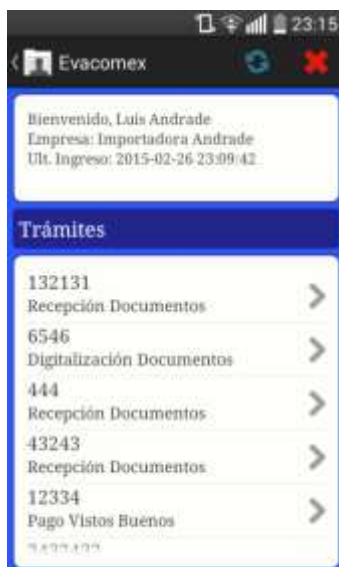 23:15
Evacomex
Bienvenido, Luis Andrade
Empresa: Importadora Andrade
Ult. Ingreso: 2015-02-26 23:09:42
Trámites
132131
Recepción Documentos
6546
Digitalización Documentos
444
Recepción Documentos
43243
Recepción Documentos
12334
Pago Vistos Buenos